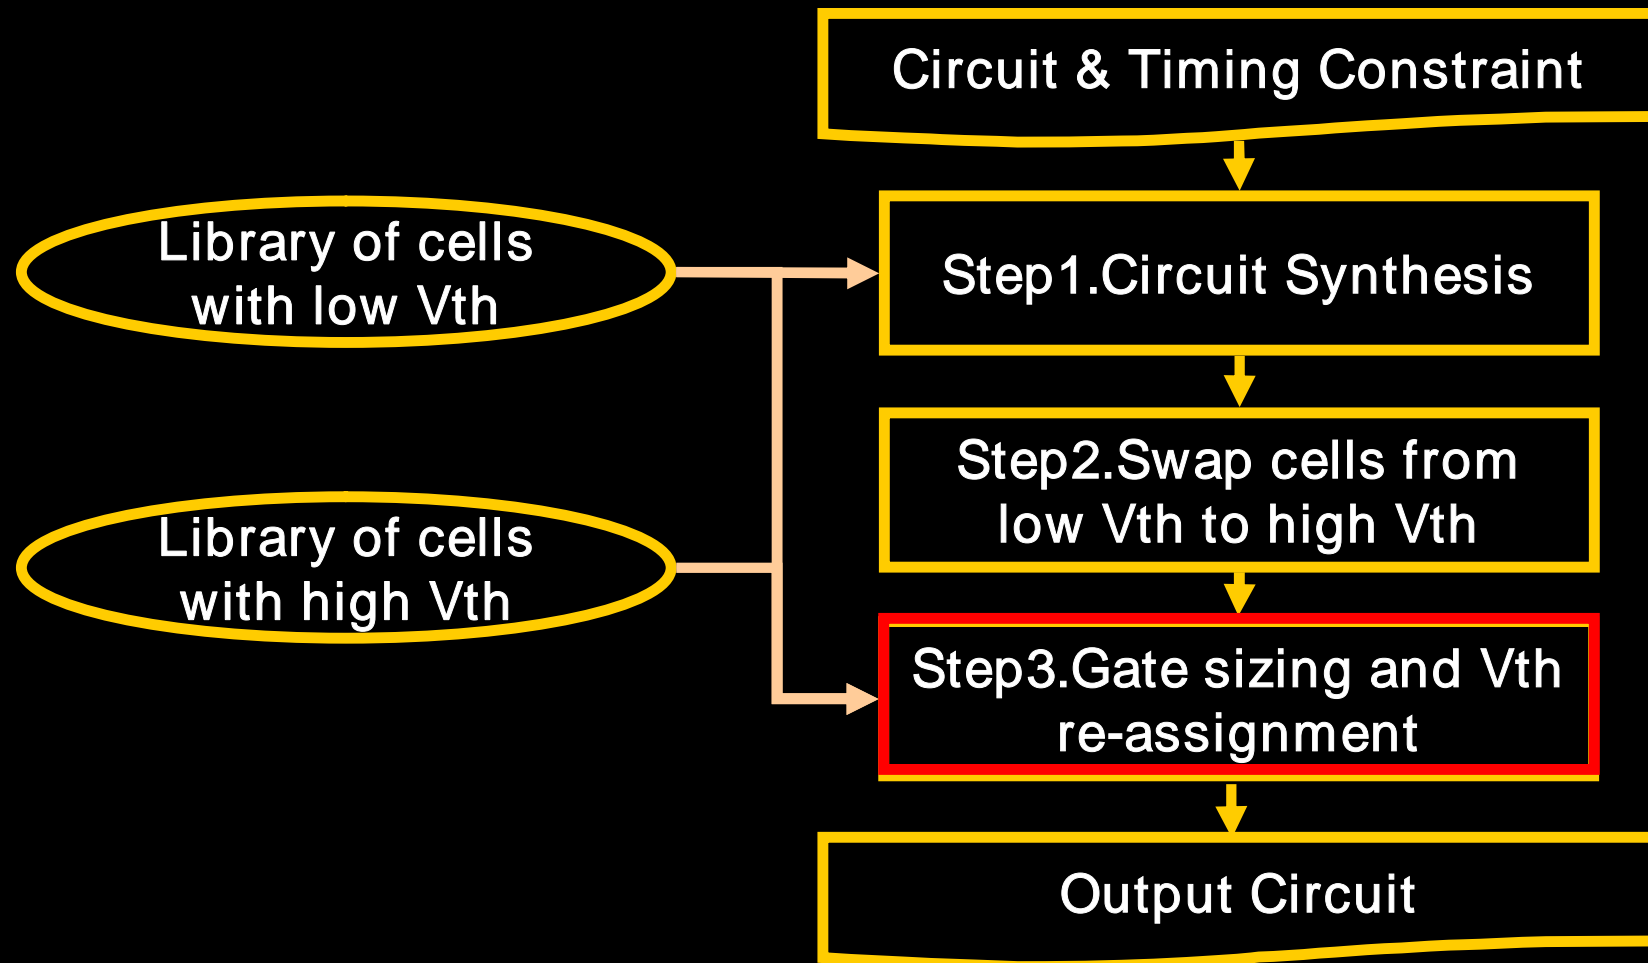 Circuit & Timing Constraint
Library of cells
with low Vth
Step1.Circuit Synthesis
Step2.Swap cells from
low Vth to high Vth
Library of cells
with high Vth
Step3.Gate sizing and Vth
re-assignment
Output Circuit